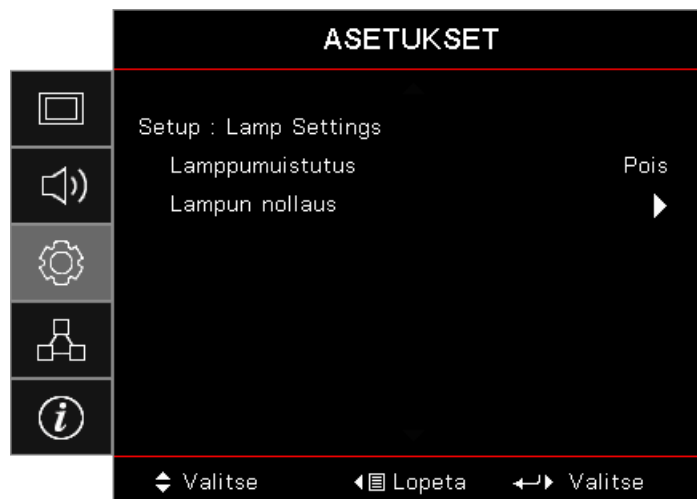 ASETUKSET
Setup : Lamp Settings
Lamppumuistutus Pois
Lampun nollaus
Valitse Lopeta Valitse